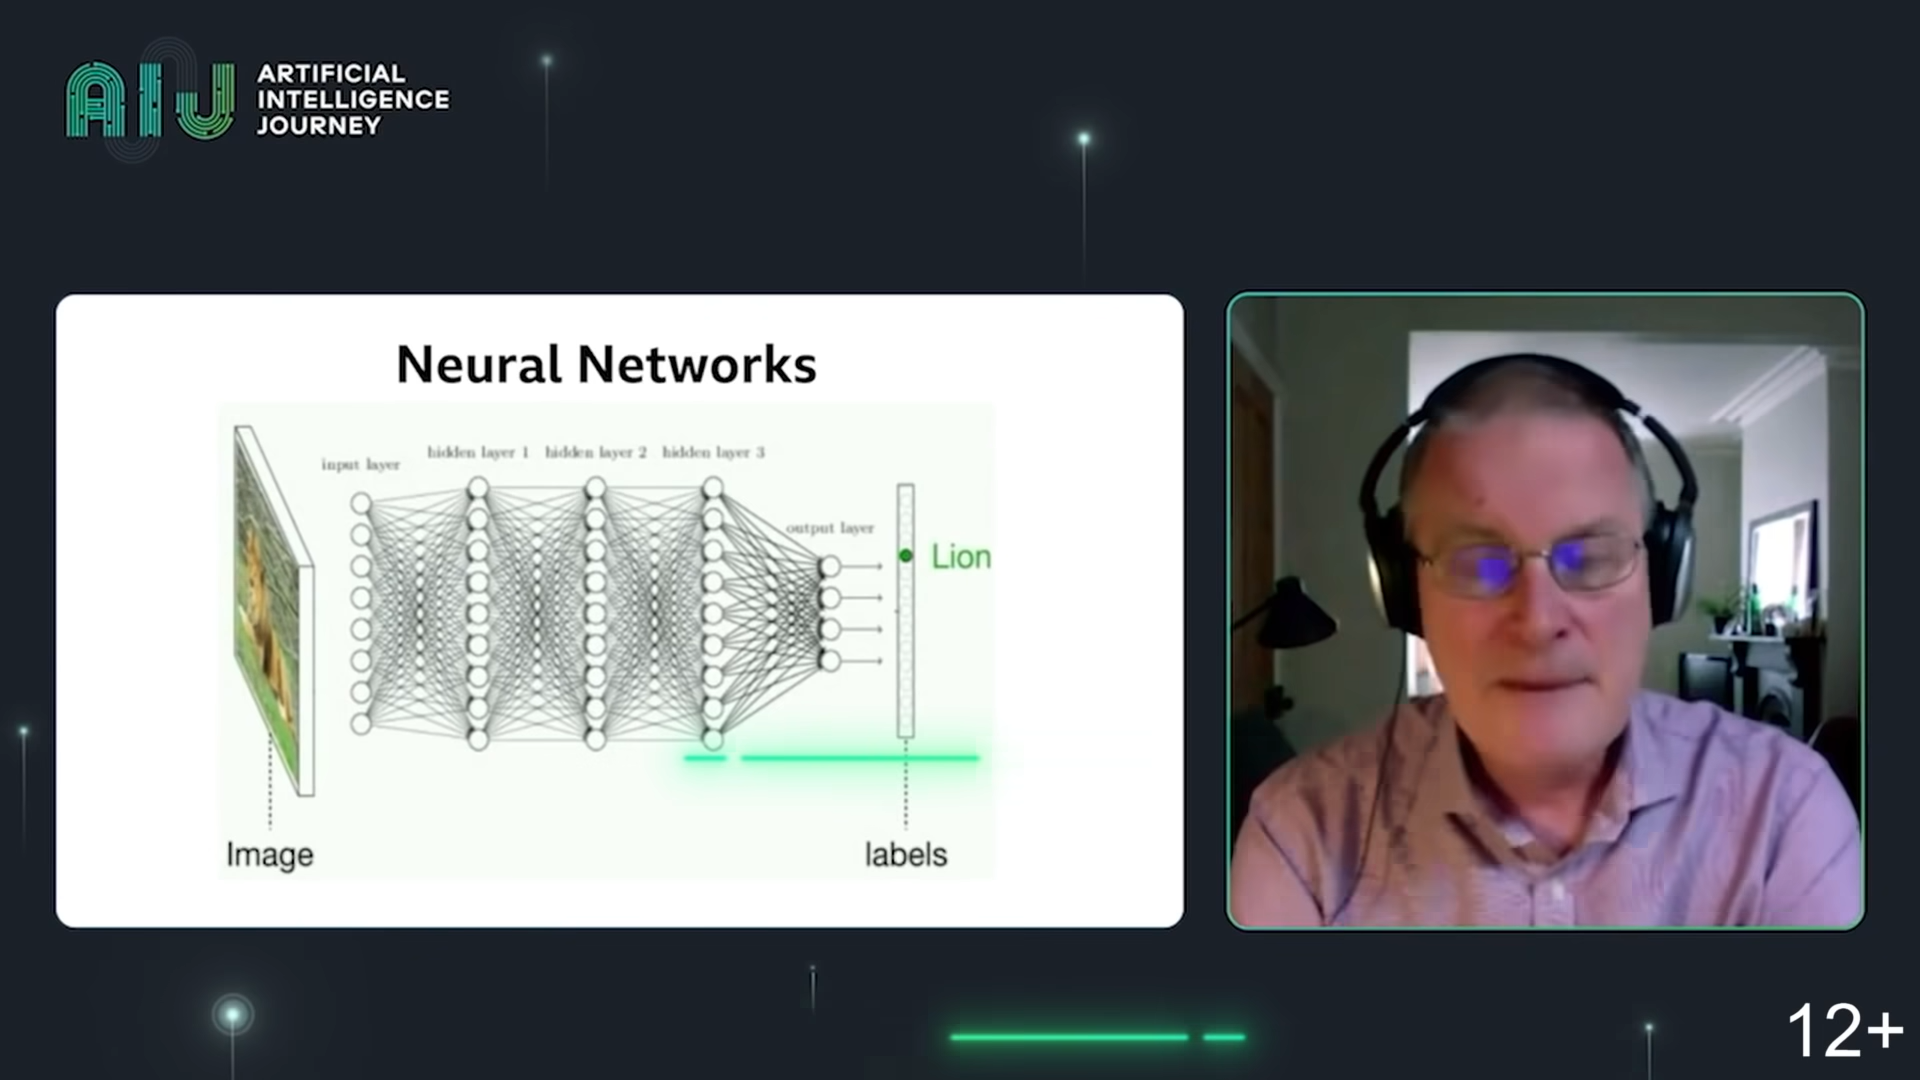 AIJ
ARTIFICIAL
INTELLIGENCE
JOURNEY
Neural Networks
input layer
hidden layer 1
hidden layer 2
hidden layer 3
output layer
Lion
Image
labels
12+